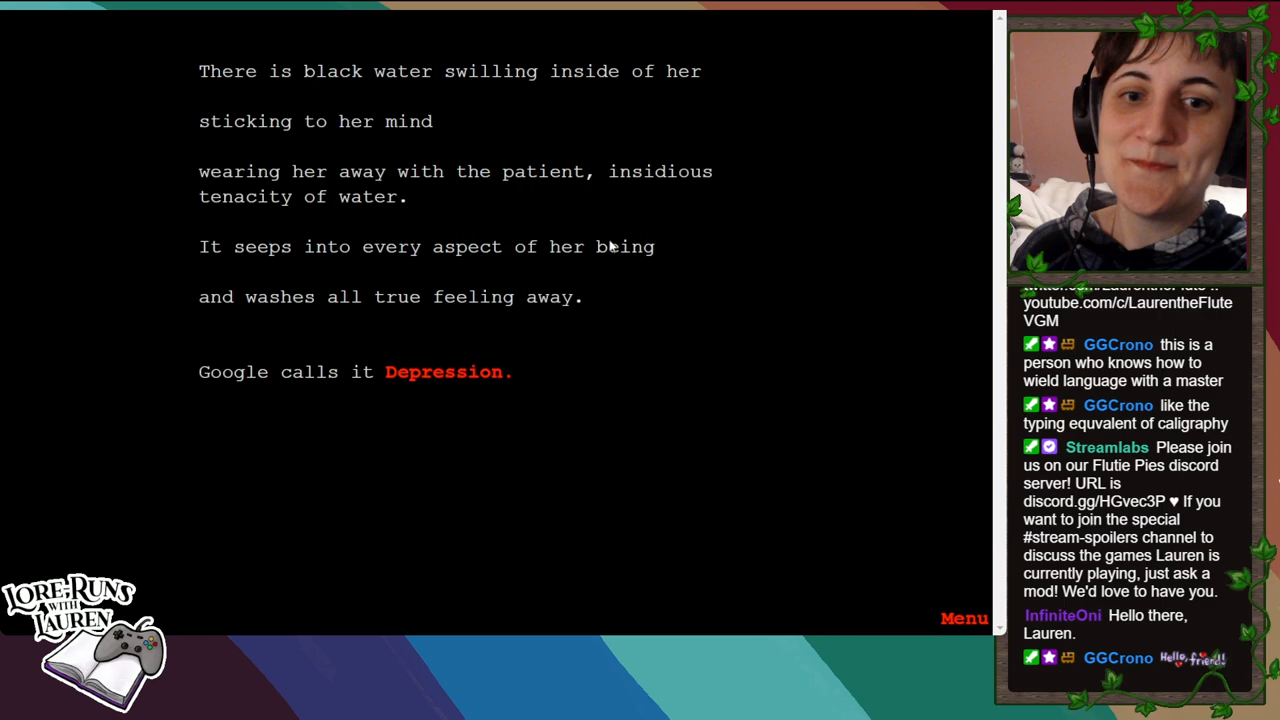 There is black water swilling inside of her
sticking to her mind
wearing her away with the patient, insidious
tenacity of water.
It seeps into every aspect of her being
and washes all true feeling away.
Google calls it Depression.
Menu
LORE-RUNS
WITH
LAUREN
twitter.com/LaurentheFlute ::
youtube.com/c/LaurentheFlute
VGM
GGCrono this is a
person who knows how to
wield language with a master
GGCrono like the
typing equvalent of caligraphy
Streamlabs Please join
us on our Flutie Pies discord
server! URL is
discord.gg/HGvec3P ♥ If you
want to join the special
#stream-spoilers channel to
discuss the games Lauren is
currently playing, just ask a
mod! We'd love to have you.
InfiniteOni Hello there,
Lauren.
GGCrono Hello, friend!